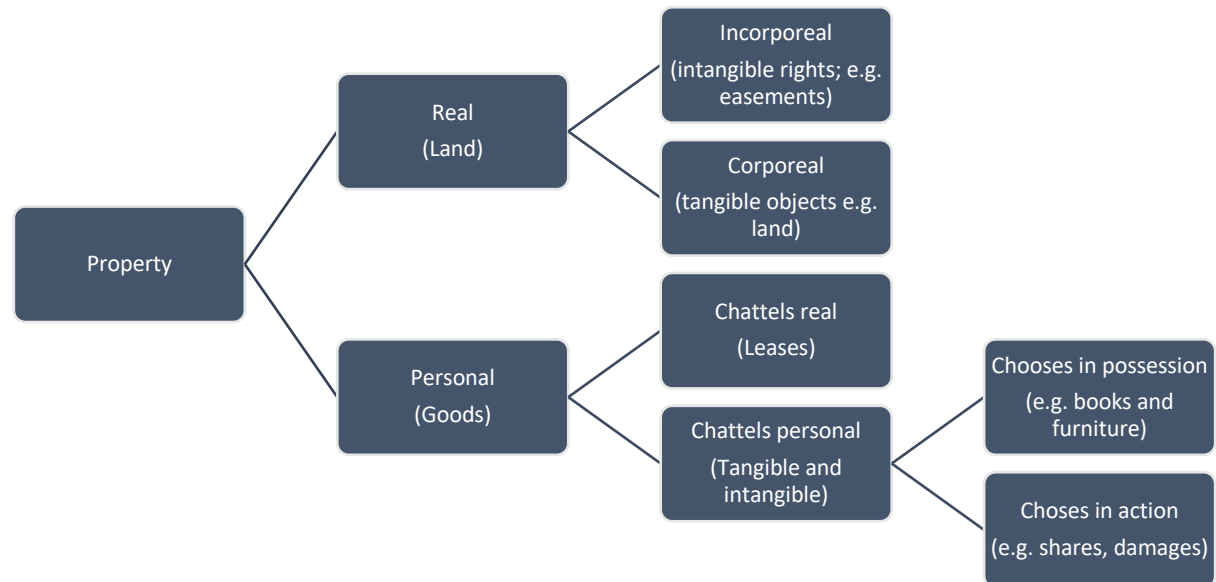 Property
Real
(Land)
Incorporeal
(intangible rights; e.g.
easements)
Corporeal
(tangible objects e.g.
land)
Personal
(Goods)
Chattels real
(Leases)
Chattels personal
(Tangible and
intangible)
Chooses in possession
(e.g. books and
furniture)
Choses in action
(e.g. shares, damages)